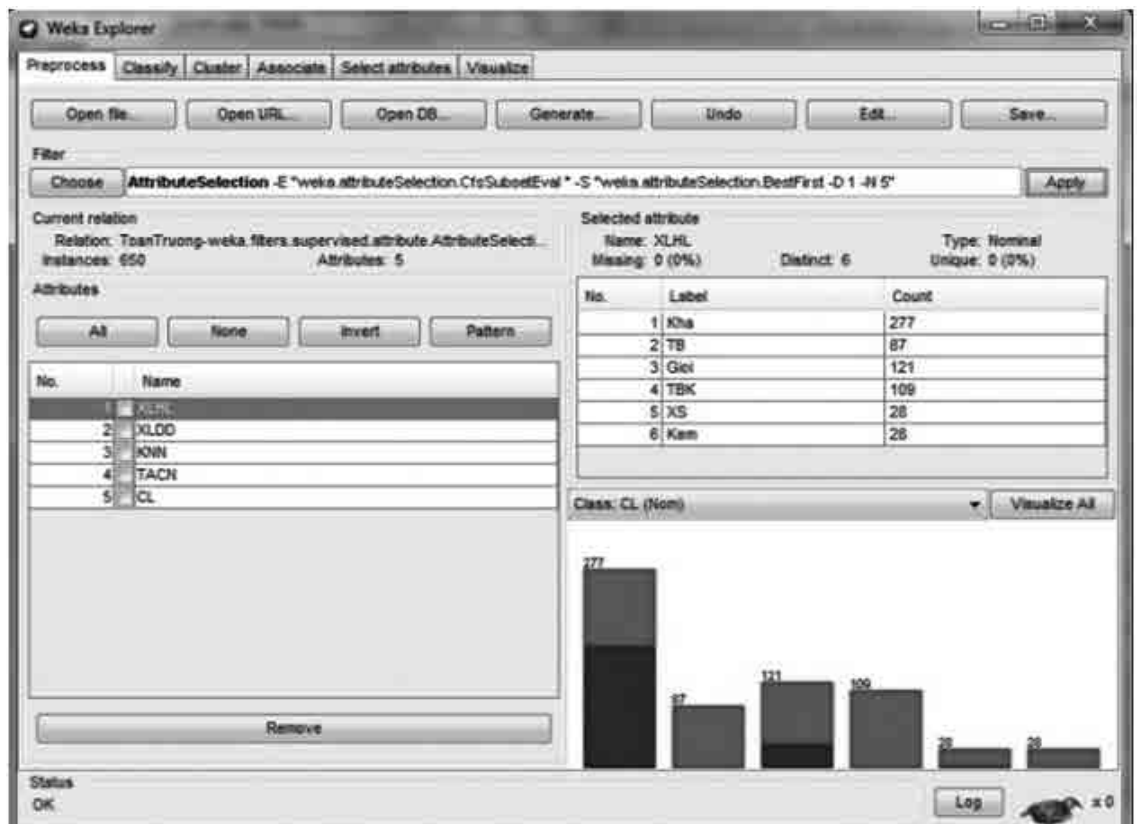 Weka Explorer
Preprocess Classify Cluster Associate Select attributes Visualize
Open file... Open URL... Open DB... Generate... Undo Edit... Save...
Filter
Choose AttributeSelection -E "weka.attributeSelection.CfsSubsetEval " -S "weka.attributeSelection.BestFirst -D 1 -N 5" Apply
Current relation
Relation: ToanTruong-weka.filters.supervised.attribute.AttributeSelecti...
Instances: 650 Attributes: 5
Selected attribute
Name: XLHL Type: Nominal
Missing: 0 (0%) Distinct: 6 Unique: 0 (0%)
Attributes
All None Invert Pattern
No. Name
1 XLHL
2 XLDD
3 KNN
4 TACN
5 CL
Remove
No. Label Count
1 Kha 277
2 TB 87
3 Gioi 121
4 TBK 109
5 XS 28
6 Kem 28
Class: CL (Nom) Visualize All
277
87
121
109
28
28
Status
OK
Log x 0